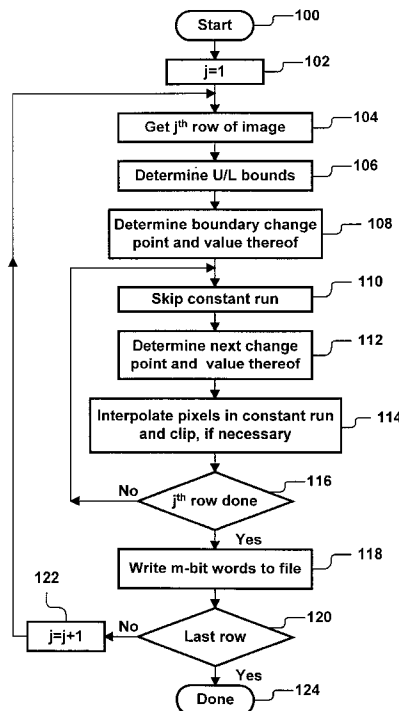 Start
100
j=1
102
Get jth row of image
104
Determine U/L bounds
106
Determine boundary change
point and value thereof
108
Skip constant run
110
Determine next change
point and value thereof
112
Interpolate pixels in constant run
and clip, if necessary
114
No
jth row done
116
Yes
Write m-bit words to file
118
122
j=j+1
No
Last row
120
Yes
Done
124